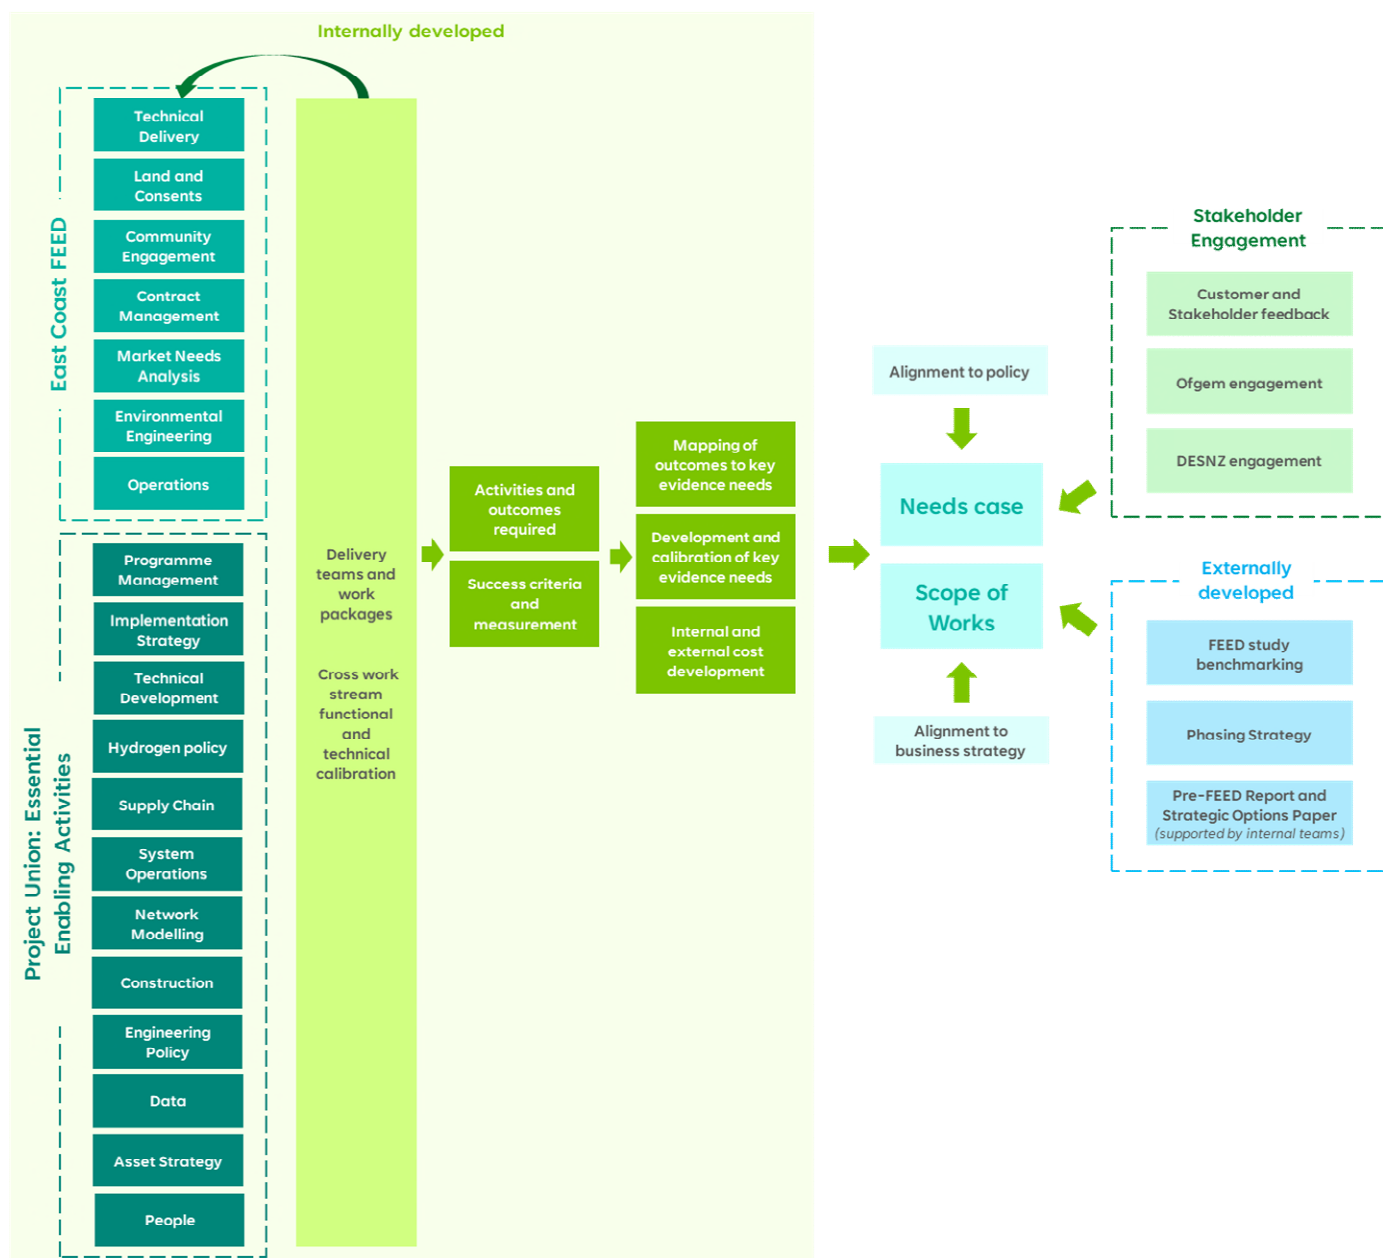 Internally developed
East Coast FEED
Technical
Delivery
Land and
Consents
Community
Engagement
Contract
Management
Market Needs
Analysis
Environmental
Engineering
Operations
Project Union: Essential
Enabling Activities
Programme
Management
Implementation
Strategy
Technical
Development
Hydrogen policy
Supply Chain
System
Operations
Network
Modelling
Construction
Engineering
Policy
Data
Asset Strategy
People
Delivery
teams and
work
packages
Cross work
stream
functional
and
technical
calibration
Activities and
outcomes
required
Success criteria
and
measurement
Mapping of
outcomes to key
evidence needs
Development and
calibration of key
evidence needs
Internal and
external cost
development
Alignment to policy
Needs case
Scope of
Works
Alignment to
business strategy
Stakeholder
Engagement
Customer and
Stakeholder feedback
Ofgem engagement
DESNZ engagement
Externally
developed
FEED study
benchmarking
Phasing Strategy
Pre-FEED Report and
Strategic Options Paper
(supported by internal teams)